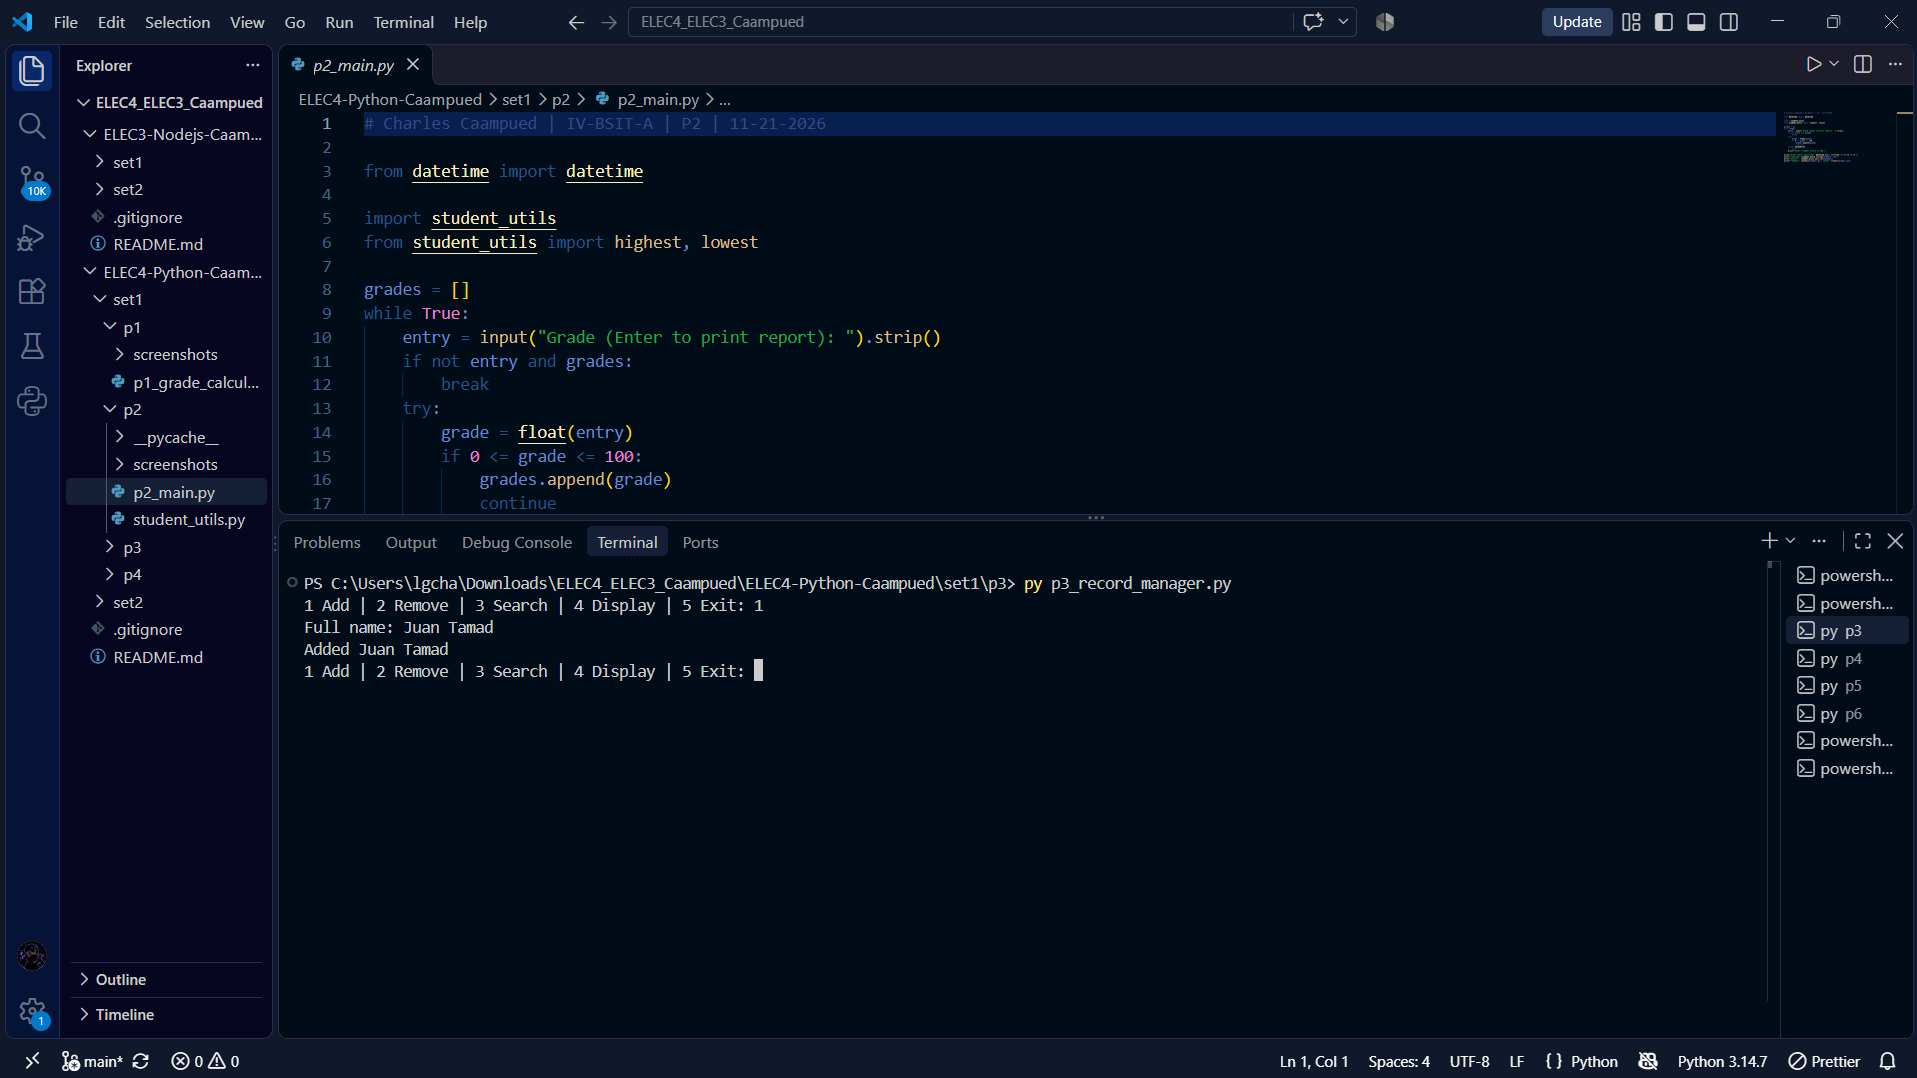 File Edit Selection View Go Run Terminal Help
ELEC4_ELEC3_Caampued
Update
Explorer
ELEC4_ELEC3_Caampued
ELEC3-Nodejs-Caam...
set1
set2
.gitignore
README.md
ELEC4-Python-Caam...
set1
p1
screenshots
p1_grade_calcul...
p2
__pycache__
screenshots
p2_main.py
student_utils.py
p3
p4
set2
.gitignore
README.md
Outline
Timeline
10K
1
p2_main.py
ELEC4-Python-Caampued > set1 > p2 > p2_main.py > ...
1 # Charles Caampued | IV-BSIT-A | P2 | 11-21-2026
2
3 from datetime import datetime
4
5 import student_utils
6 from student_utils import highest, lowest
7
8 grades = []
9 while True:
10 entry = input("Grade (Enter to print report): ").strip()
11 if not entry and grades:
12 break
13 try:
14 grade = float(entry)
15 if 0 <= grade <= 100:
16 grades.append(grade)
17 continue
Problems Output Debug Console Terminal Ports
PS C:\Users\lgcha\Downloads\ELEC4_ELEC3_Caampued\ELEC4-Python-Caampued\set1\p3> py p3_record_manager.py
1 Add | 2 Remove | 3 Search | 4 Display | 5 Exit: 1
Full name: Juan Tamad
Added Juan Tamad
1 Add | 2 Remove | 3 Search | 4 Display | 5 Exit:
powersh...
powersh...
py p3
py p4
py p5
py p6
powersh...
powersh...
main* 0 0
Ln 1, Col 1 Spaces: 4 UTF-8 LF {} Python Python 3.14.7 Prettier